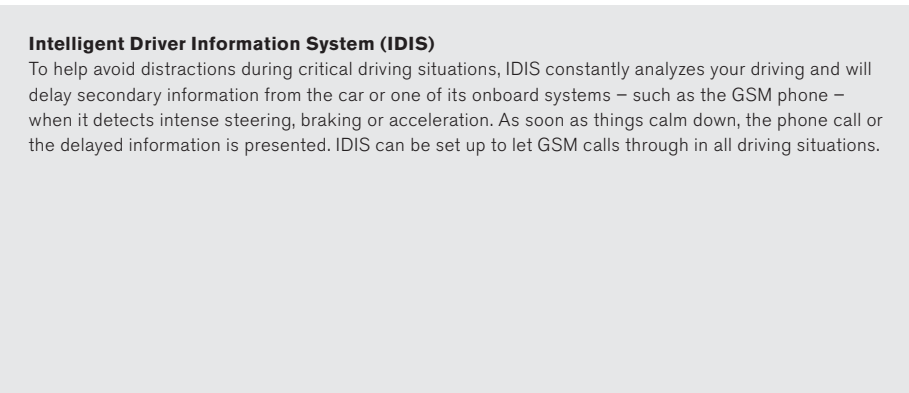 Intelligent Driver Information System (IDIS)
To help avoid distractions during critical driving situations, IDIS constantly analyzes your driving and will
delay secondary information from the car or one of its onboard systems – such as the GSM phone –
when it detects intense steering, braking or acceleration. As soon as things calm down, the phone call or
the delayed information is presented. IDIS can be set up to let GSM calls through in all driving situations.